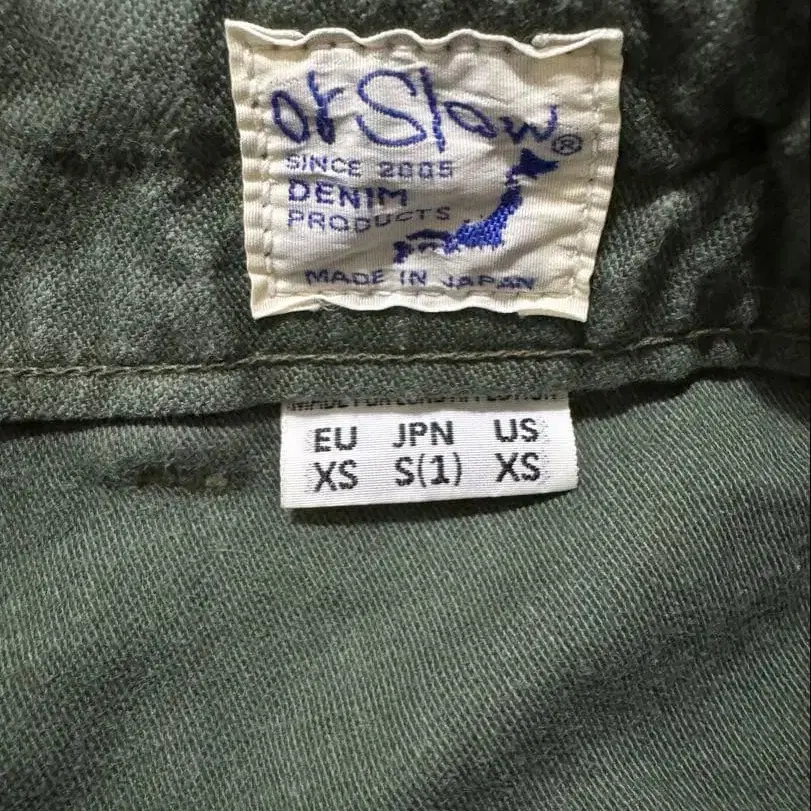 orSlow®
SINCE 2005
DENIM
PRODUCTS
MADE IN JAPAN
EU JPN US
XS S(1) XS